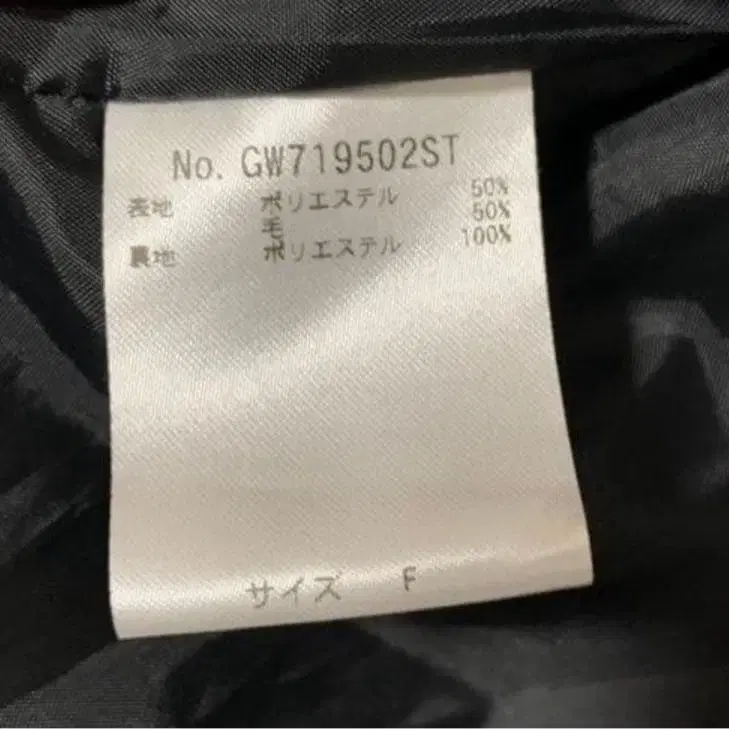 No. GW719502ST
表地 ポリエステル 50%
毛 50%
裏地 ポリエステル 100%
サイズ F